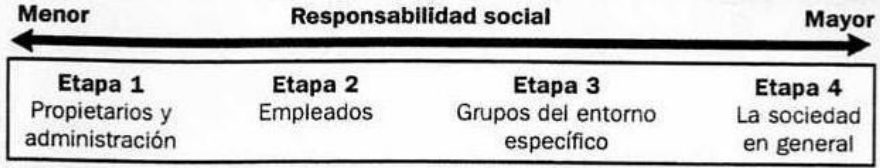 Menor Responsabilidad social Mayor
Etapa 1 Etapa 2 Etapa 3 Etapa 4
Propietarios y Empleados Grupos del entorno La sociedad
administración específico en general